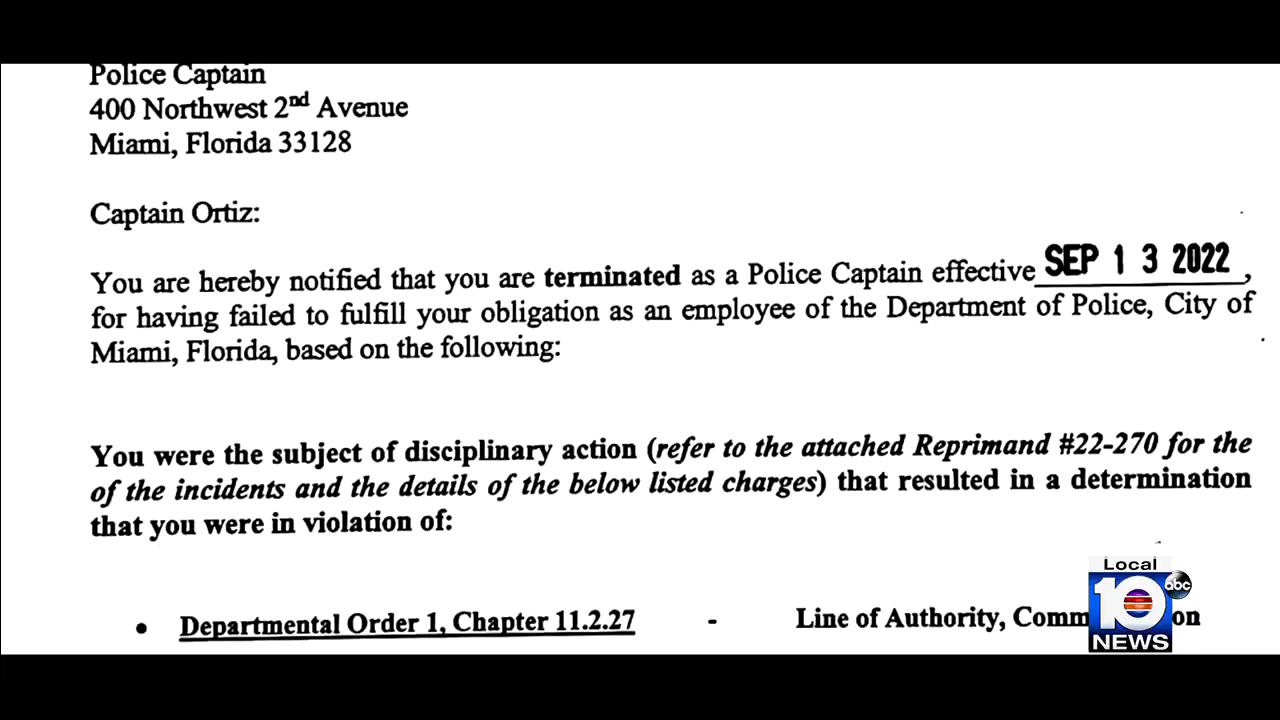 Police Captain
400 Northwest 2nd Avenue
Miami, Florida 33128
Captain Ortiz:
You are hereby notified that you are terminated as a Police Captain effective SEP 13 2022,
for having failed to fulfill your obligation as an employee of the Department of Police, City of
Miami, Florida, based on the following:
You were the subject of disciplinary action (refer to the attached Reprimand #22-270 for the
of the incidents and the details of the below listed charges) that resulted in a determination
that you were in violation of:
• Departmental Order 1, Chapter 11.2.27 - Line of Authority,
Local
10
abc
NEWS